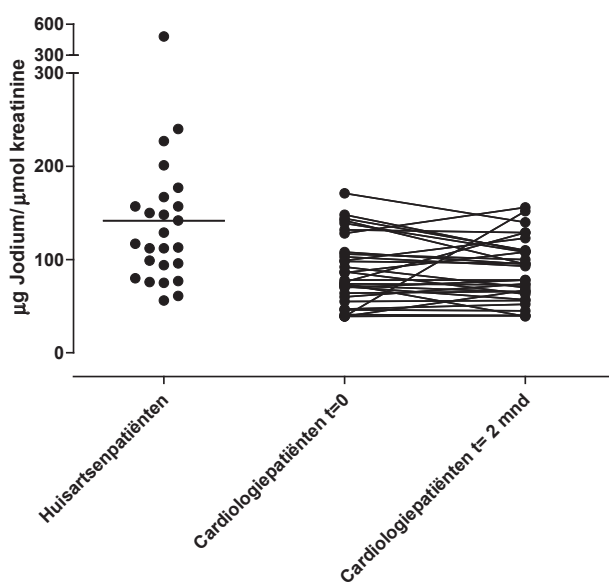 600
300
300
200
100
0
µg Jodium/ µmol kreatinine
Huisartsenpatiënten
Cardiologiepatiënten t=0
Cardiologiepatiënten t= 2 mnd